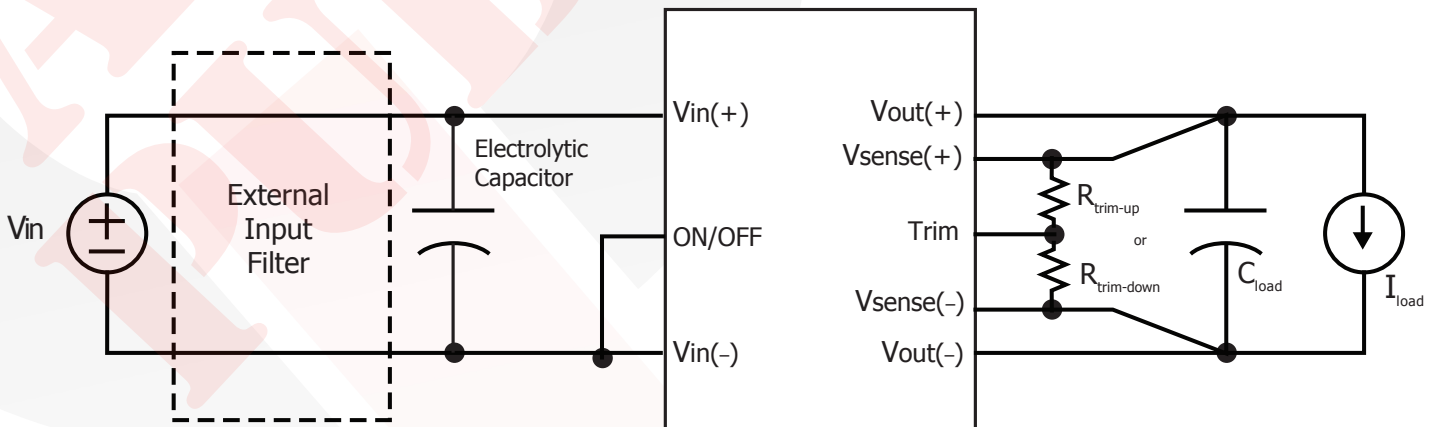 Vin
External
Input
Filter
Electrolytic
Capacitor
Vin(+)
ON/OFF
Vin(–)
Vout(+)
Vsense(+)
Trim
Vsense(–)
Vout(–)
Rtrim-up
or
Rtrim-down
Cload
Iload